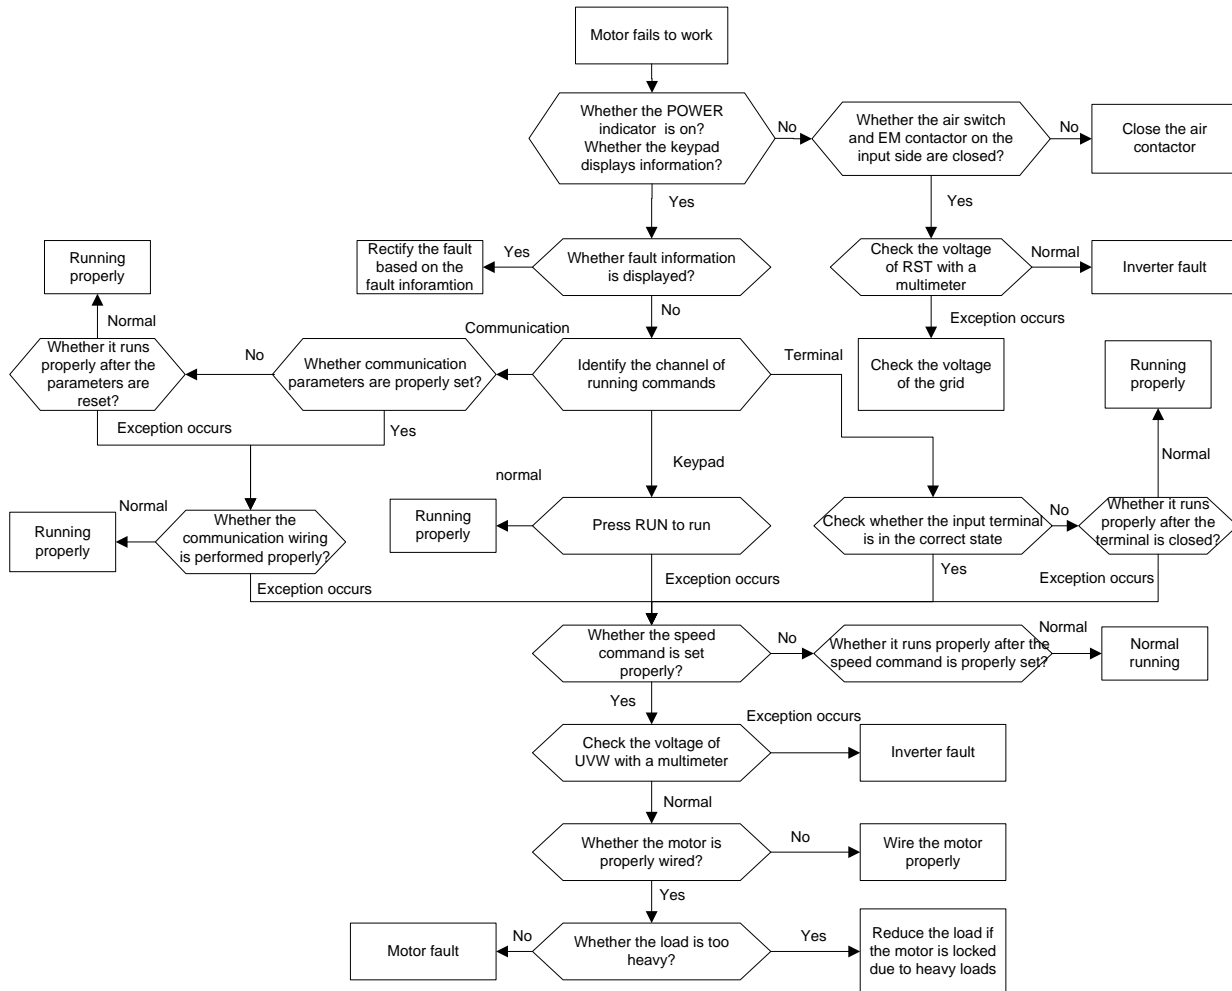 Motor fails to work
Whether the POWER
indicator is on?
Whether the keypad
displays information?
No
Whether the air switch
and EM contactor on the
input side are closed?
No
Close the air
contactor
Yes
Yes
Rectify the fault
based on the
fault inforamtion
Yes
Whether fault information
is displayed?
Check the voltage
of RST with a
multimeter
Normal
Inverter fault
Running
properly
Normal
No
Exception occurs
Communication
Whether it runs
properly after the
parameters are
reset?
No
Whether communication
parameters are properly set?
Identify the channel of
running commands
Terminal
Check the voltage
of the grid
Running
properly
Exception occurs
Yes
Keypad
Normal
normal
Normal
Running
properly
Whether the
communication wiring
is performed properly?
Running
properly
Press RUN to run
Check whether the input terminal
is in the correct state
No
Whether it runs
properly after the
terminal is closed?
Exception occurs
Exception occurs
Yes
Exception occurs
Whether the speed
command is set
properly?
No
Whether it runs properly after the
speed command is properly set?
Normal
Normal
running
Yes
Exception occurs
Check the voltage of
UVW with a multimeter
Inverter fault
Normal
Whether the motor is
properly wired?
No
Wire the motor
properly
Yes
Motor fault
No
Whether the load is too
heavy?
Yes
Reduce the load if
the motor is locked
due to heavy loads